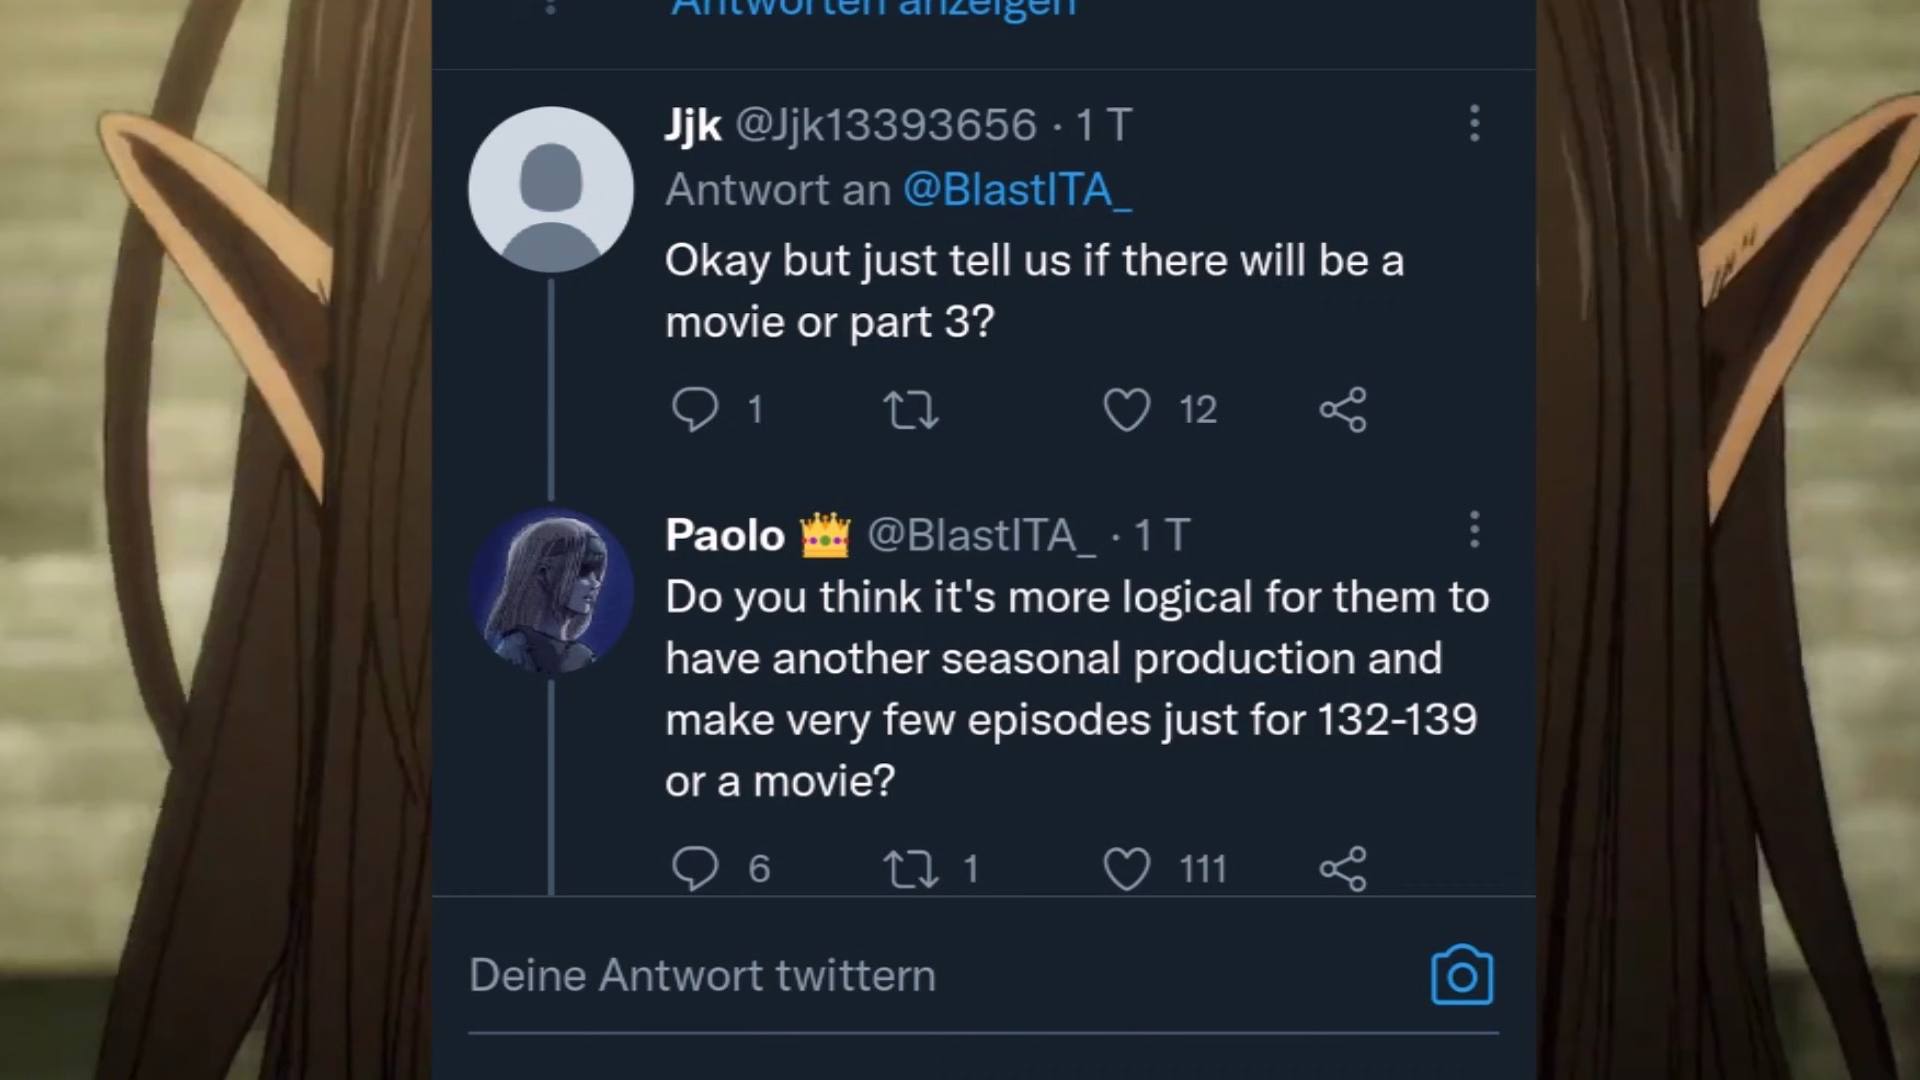 Antworten anzeigen
Jjk @Jjk13393656 · 1 T
Antwort an @BlastITA_
Okay but just tell us if there will be a
movie or part 3?
1 12
Paolo 👑 @BlastITA_ · 1 T
Do you think it's more logical for them to
have another seasonal production and
make very few episodes just for 132-139
or a movie?
6 1 111
Deine Antwort twittern